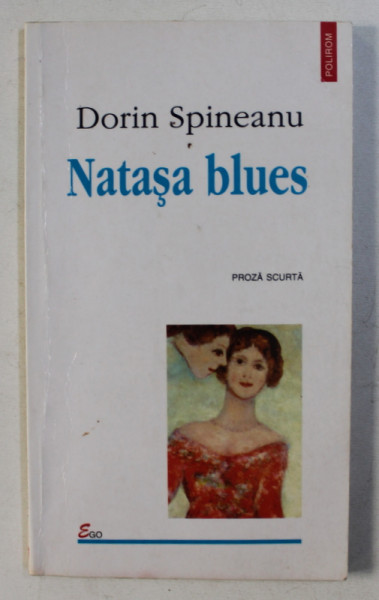 POLIROM
Dorin Spineanu
Natașa blues
PROZĂ SCURTĂ
EGO